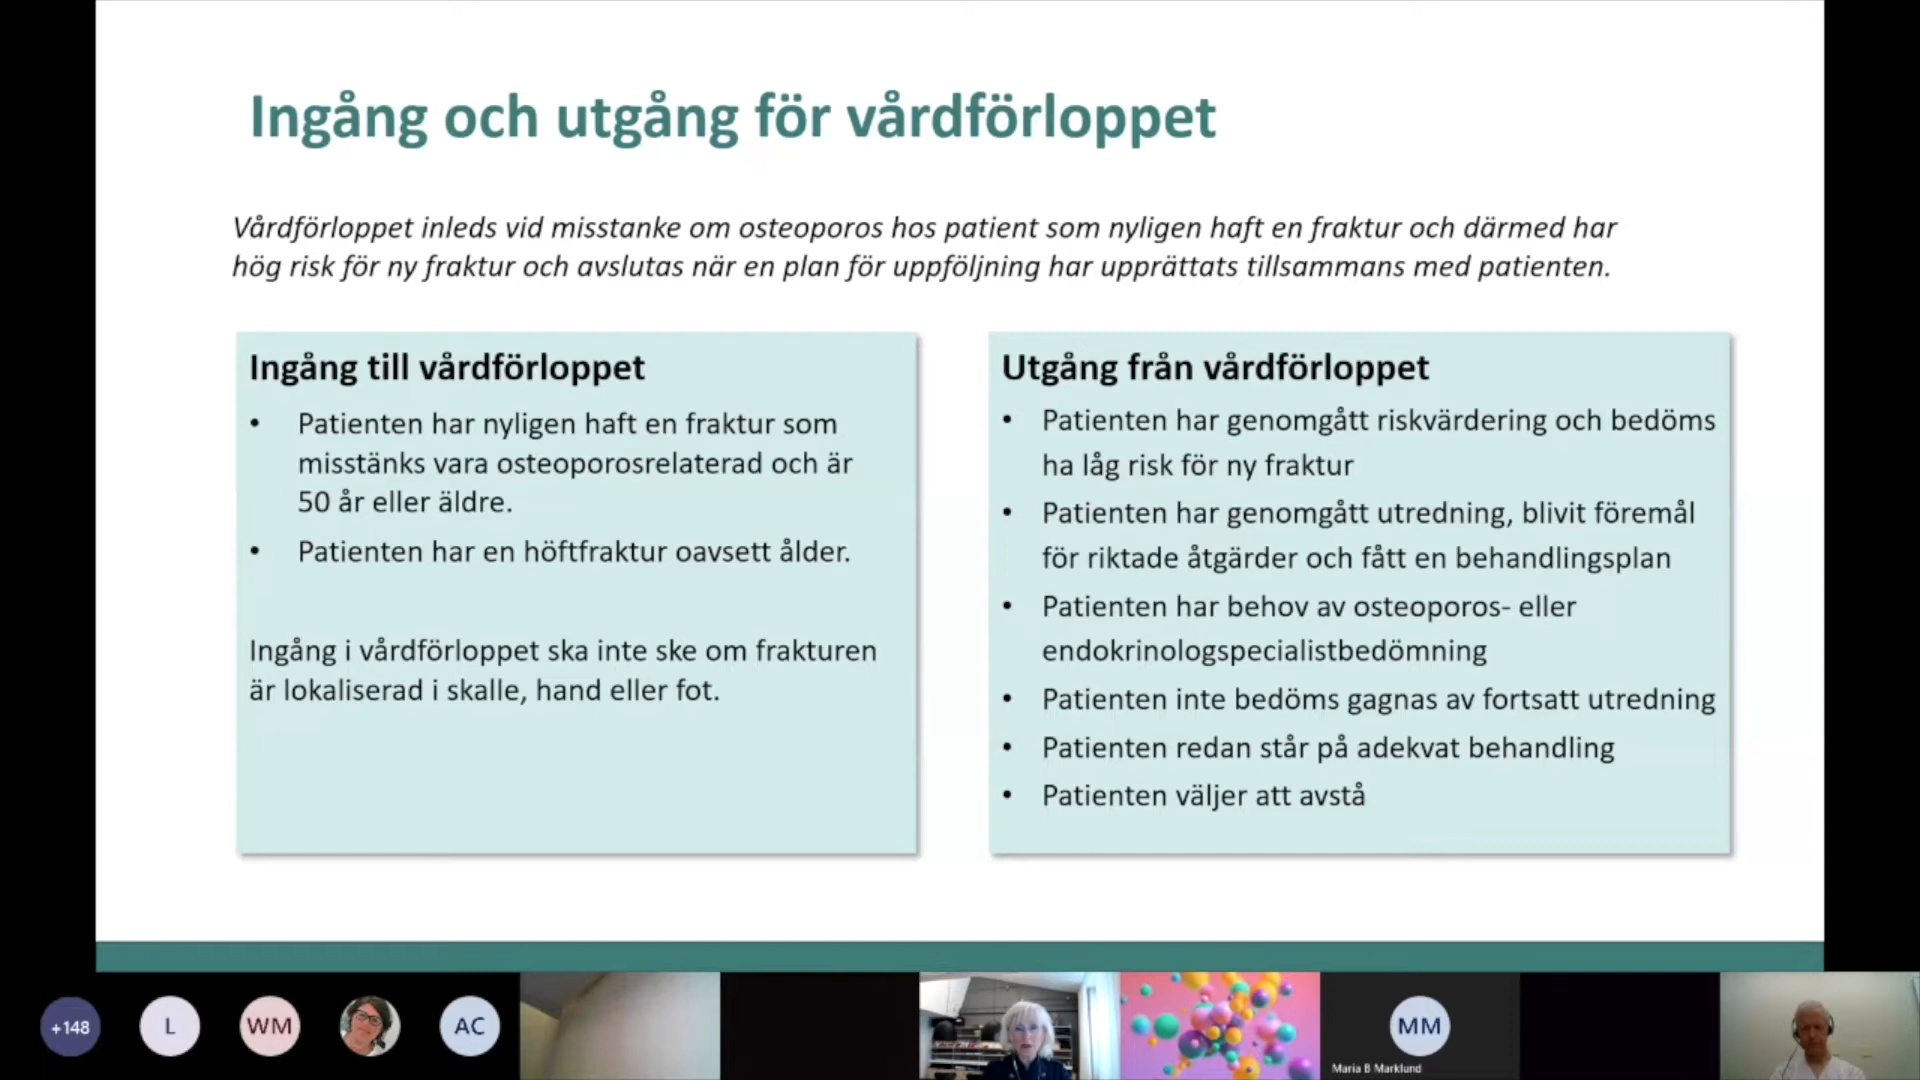 Ingång och utgång för vårdförloppet
Vårdförloppet inleds vid misstanke om osteoporos hos patient som nyligen haft en fraktur och därmed har
hög risk för ny fraktur och avslutas när en plan för uppföljning har upprättats tillsammans med patienten.
Ingång till vårdförloppet
• Patienten har nyligen haft en fraktur som
misstänks vara osteoporosrelaterad och är
50 år eller äldre.
• Patienten har en höftfraktur oavsett ålder.
Ingång i vårdförloppet ska inte ske om frakturen
är lokaliserad i skalle, hand eller fot.
Utgång från vårdförloppet
• Patienten har genomgått riskvärdering och bedöms
ha låg risk för ny fraktur
• Patienten har genomgått utredning, blivit föremål
för riktade åtgärder och fått en behandlingsplan
• Patienten har behov av osteoporos- eller
endokrinologspecialistbedömning
• Patienten inte bedöms gagnas av fortsatt utredning
• Patienten redan står på adekvat behandling
• Patienten väljer att avstå
+148
L
WM
AC
MM
Maria B Marklund